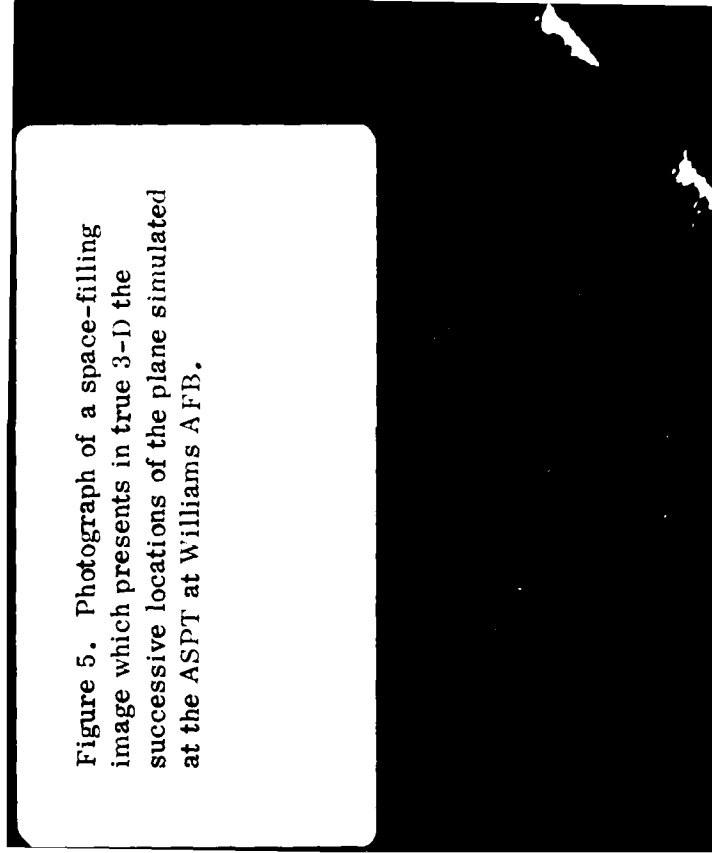 Figure 5. Photograph of a space-filling
image which presents in true 3-D the
successive locations of the plane simulated
at the ASPT at Williams AFB.